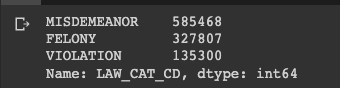 MISDEMEANOR 585468
FELONY 327807
VIOLATION 135300
Name: LAW_CAT_CD, dtype: int64